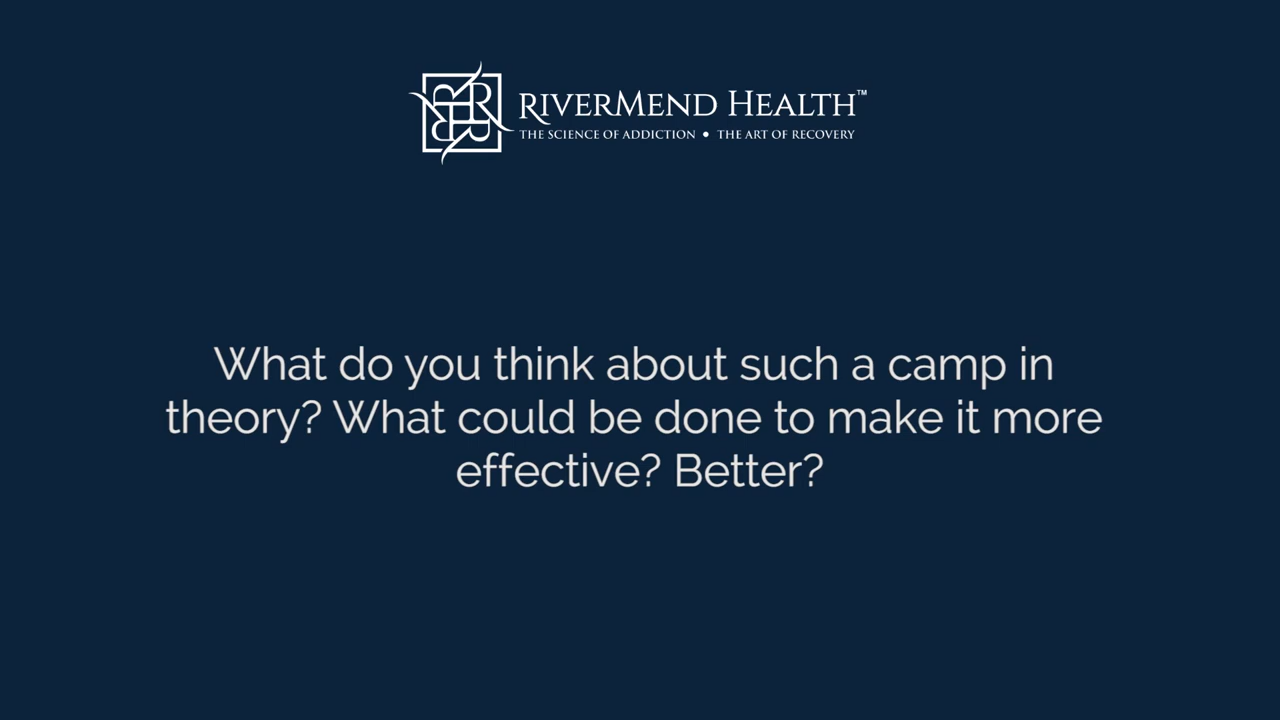 RIVERMEND HEALTH™
THE SCIENCE OF ADDICTION • THE ART OF RECOVERY
What do you think about such a camp in
theory? What could be done to make it more
effective? Better?